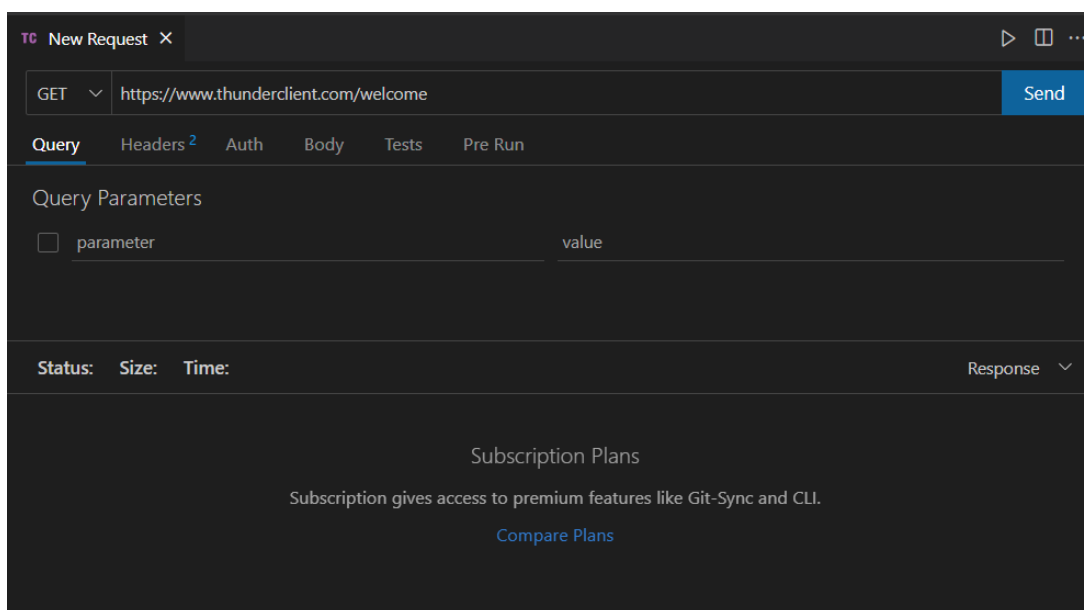 TC New Request
GET https://www.thunderclient.com/welcome Send
Query Headers 2 Auth Body Tests Pre Run
Query Parameters
parameter value
Status: Size: Time: Response
Subscription Plans
Subscription gives access to premium features like Git-Sync and CLI.
Compare Plans